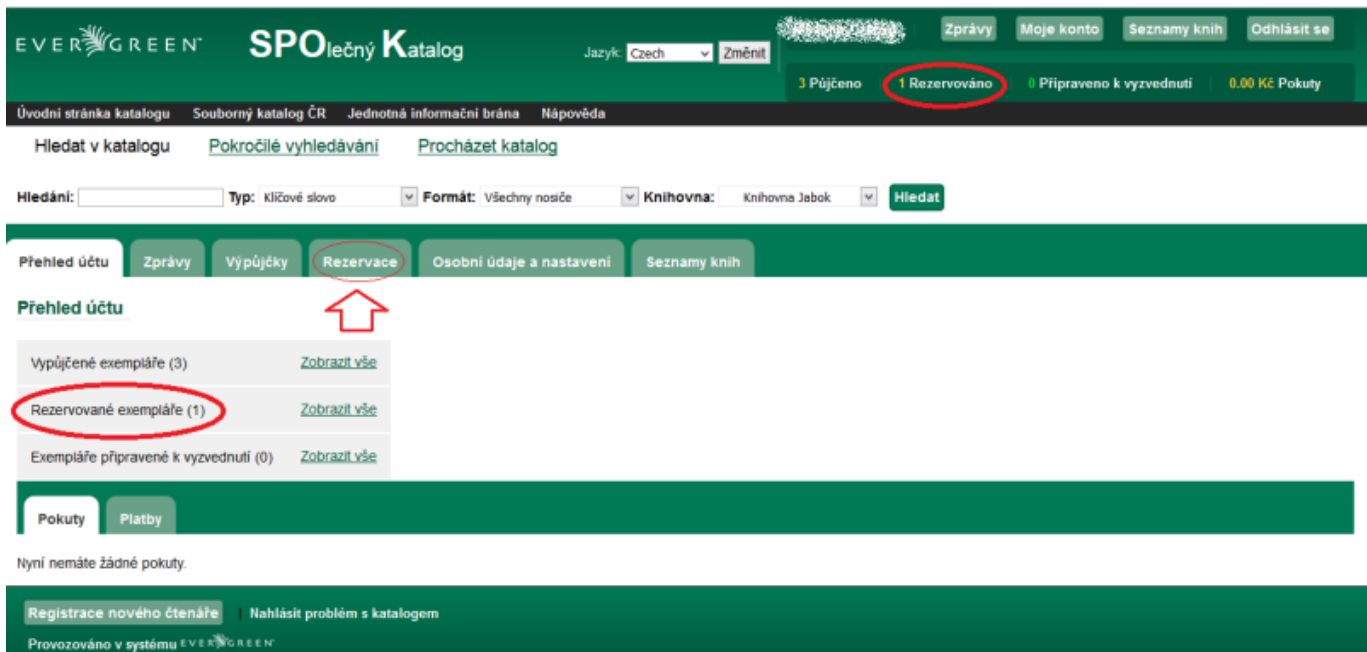 EVERGREEN SPOlečný Katalog Jazyk: Czech Změnit
Zprávy Moje konto Seznamy knih Odhlásit se
3 Půjčeno 1 Rezervováno 0 Připraveno k vyzvednutí 0.00 Kč Pokuty
Úvodní stránka katalogu Souborný katalog ČR Jednotná informační brána Nápověda
Hledat v katalogu Pokročilé vyhledávání Procházet katalog
Hledání: Typ: Klíčové slovo Formát: Všechny nosiče Knihovna: Knihovna Jabok Hledat
Přehled účtu Zprávy Výpůjčky Rezervace Osobní údaje a nastavení Seznamy knih
Přehled účtu
Vypůjčené exempláře (3) Zobrazit vše
Rezervované exempláře (1) Zobrazit vše
Exempláře připravené k vyzvednutí (0) Zobrazit vše
Pokuty Platby
Nyní nemáte žádné pokuty.
Registrace nového čtenáře Nahlásit problém s katalogem
Provozováno v systému EVERGREEN